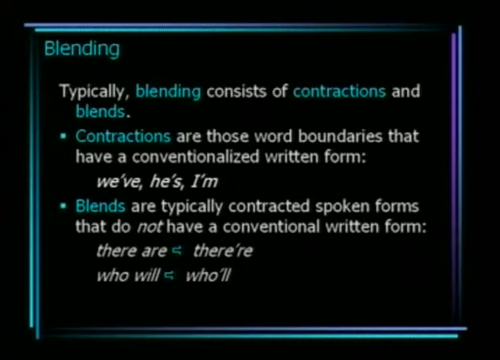 Blending
Typically, blending consists of contractions and
blends.
▪ Contractions are those word boundaries that
have a conventionalized written form:
we've, he's, I'm
▪ Blends are typically contracted spoken forms
that do not have a conventional written form:
there are ⇨ there're
who will ⇨ who'll